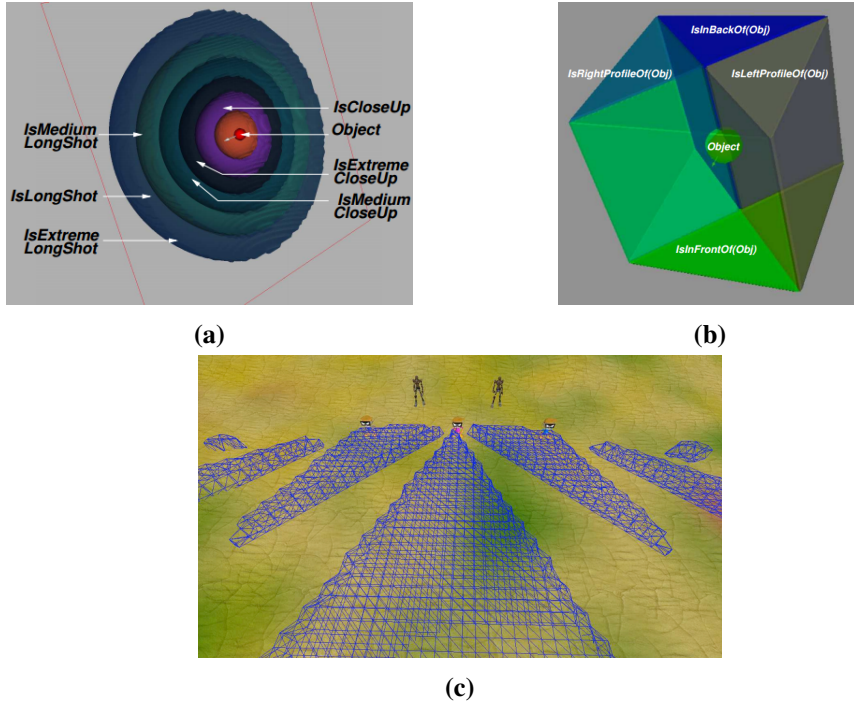 IsCloseUp
IsMedium
LongShot
Object
IsExtreme
CloseUp
IsLongShot
IsMedium
CloseUp
IsExtreme
LongShot
(a)
IsInBackOf(Obj)
IsRightProfileOf(Obj)
IsLeftProfileOf(Obj)
Object
IsInFrontOf(Obj)
(b)
(c)